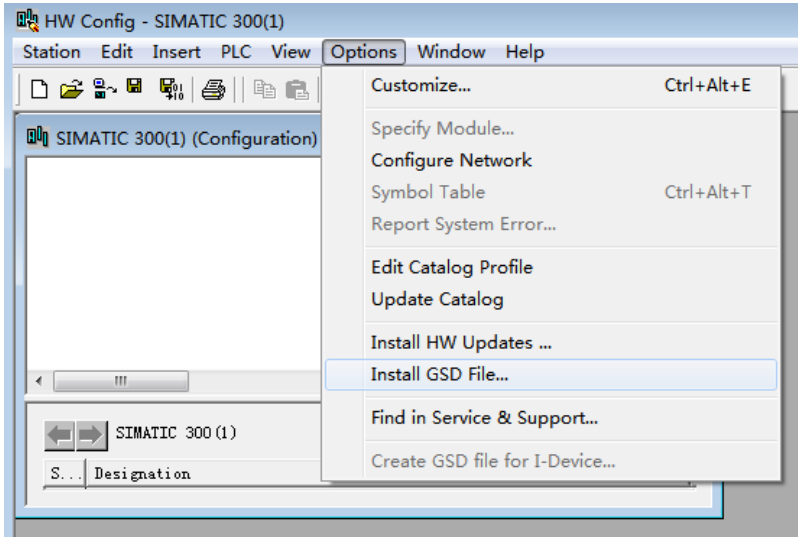 HW Config - SIMATIC 300(1)
Station Edit Insert PLC View Options Window Help
Customize... Ctrl+Alt+E
SIMATIC 300(1) (Configuration)
Specify Module...
Configure Network
Symbol Table Ctrl+Alt+T
Report System Error...
Edit Catalog Profile
Update Catalog
Install HW Updates ...
Install GSD File...
Find in Service & Support...
Create GSD file for I-Device...
SIMATIC 300(1)
S... Designation